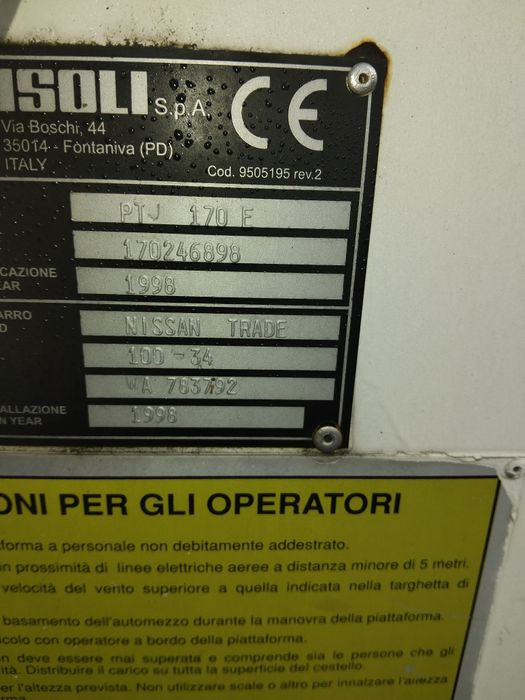 ISOLI S.p.A. CE
Via Boschi, 44
35014 - Fontaniva (PD)
ITALY
Cod. 9505195 rev.2
PTJ 170 E
170246898
CAZIONE
EAR
1998
ARRO
D
NISSAN TRADE
100-34
WA 783792
ALLAZIONE
N YEAR
1998
ONI PER GLI OPERATORI
forma a personale non debitamente addestrato.
in prossimità di linee elettriche aeree a distanza minore di 5 metri.
velocità del vento superiore a quella indicata nella targhetta di
basamento dell'automezzo durante la manovra della piattaforma.
icolo con operatore a bordo della piattaforma.
n deve essere mai superata e comprende sia le persone che gli
ità. Distribuire il carico su tutta la superficie del cestello.
er l'altezza prevista. Non utilizzare scale o altro per innalzare l'altezza